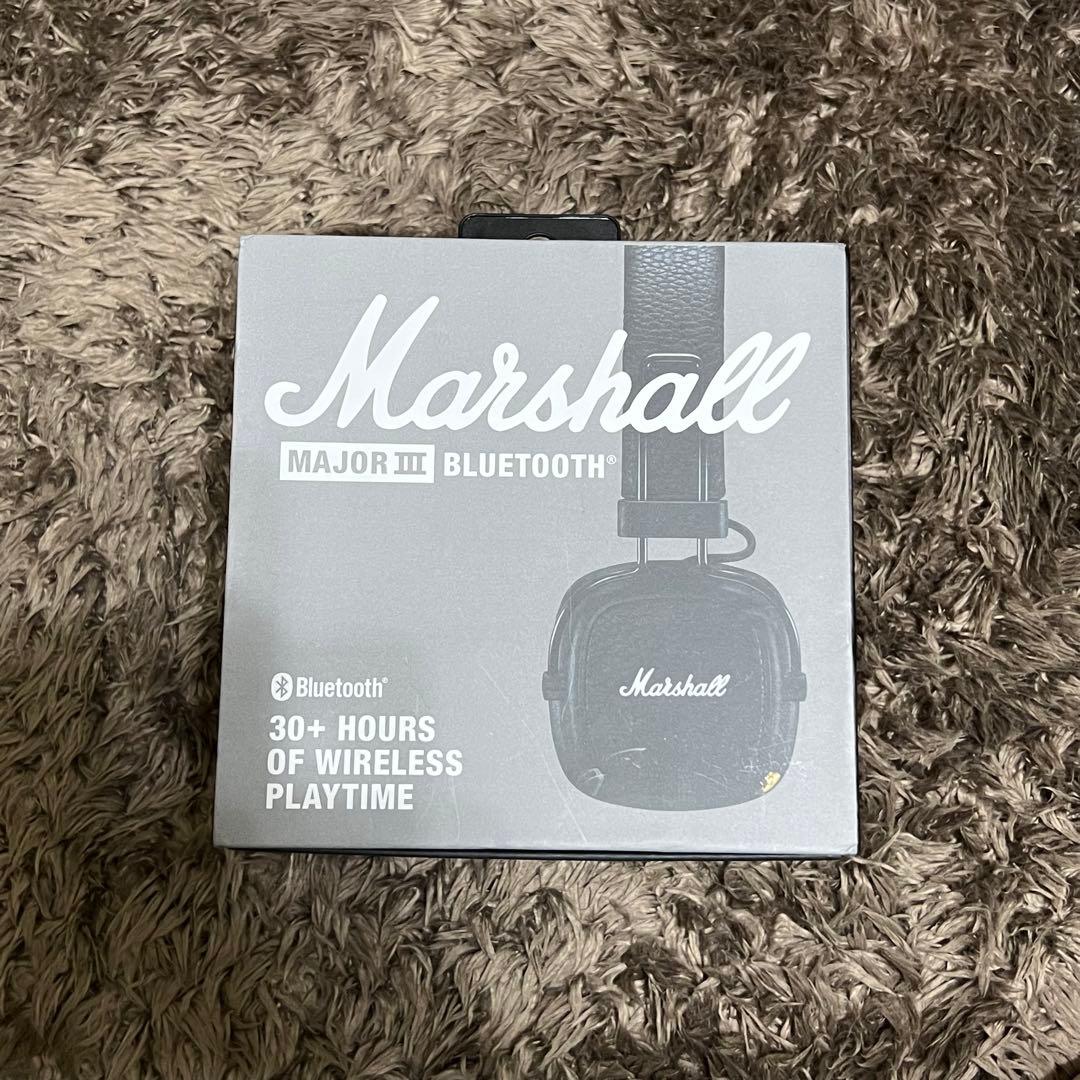 Marshall
MAJOR III BLUETOOTH®
Marshall
Bluetooth®
30+ HOURS
OF WIRELESS
PLAYTIME